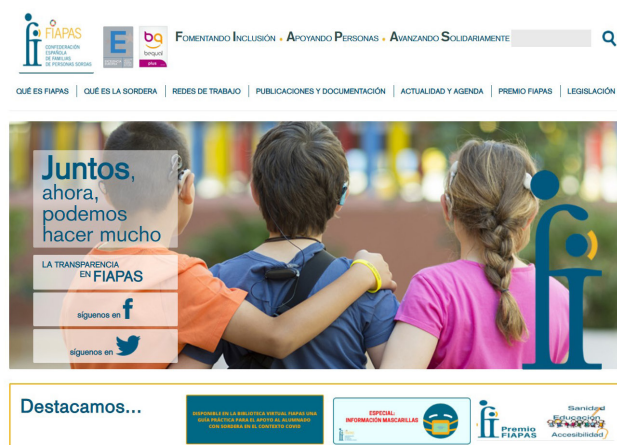 FIAPAS
CONFEDERACIÓN
ESPAÑOLA
DE FAMILIAS
DE PERSONAS SORDAS
E
bq
bequal
plus
FOMENTANDO INCLUSIÓN • APOYANDO PERSONAS • AVANZANDO SOLIDARIAMENTE
QUÉ ES FIAPAS
QUÉ ES LA SORDERA
REDES DE TRABAJO
PUBLICACIONES Y DOCUMENTACIÓN
ACTUALIDAD Y AGENDA
PREMIO FIAPAS
LEGISLACIÓN
Juntos,
ahora,
podemos
hacer mucho
LA TRANSPARENCIA
EN FIAPAS
síguenos en
síguenos en
Destacamos...
DISPONIBLE EN LA BIBLIOTECA VIRTUAL FIAPAS UNA
GUÍA PRÁCTICA PARA EL APOYO AL ALUMNADO
CON SORDERA EN EL CONTEXTO COVID
ESPECIAL:
INFORMACIÓN MASCARILLAS
Premio
FIAPAS
Sanidad
Educación
Accesibilidad